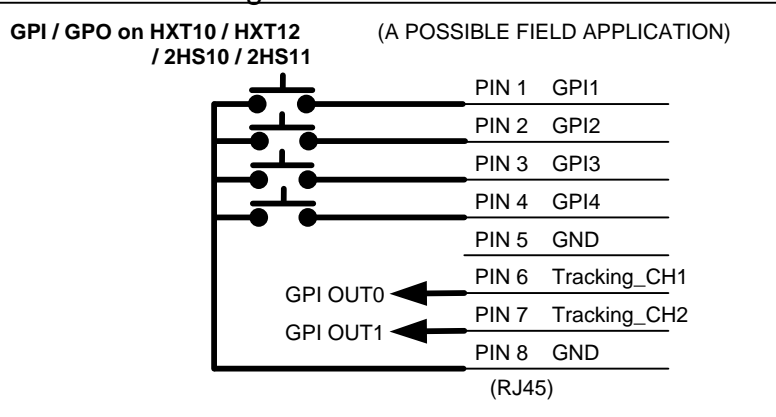 GPI / GPO on HXT10 / HXT12 (A POSSIBLE FIELD APPLICATION)
/ 2HS10 / 2HS11
PIN 1 GPI1
PIN 2 GPI2
PIN 3 GPI3
PIN 4 GPI4
PIN 5 GND
PIN 6 Tracking_CH1
GPI OUT0
PIN 7 Tracking_CH2
GPI OUT1
PIN 8 GND
(RJ45)